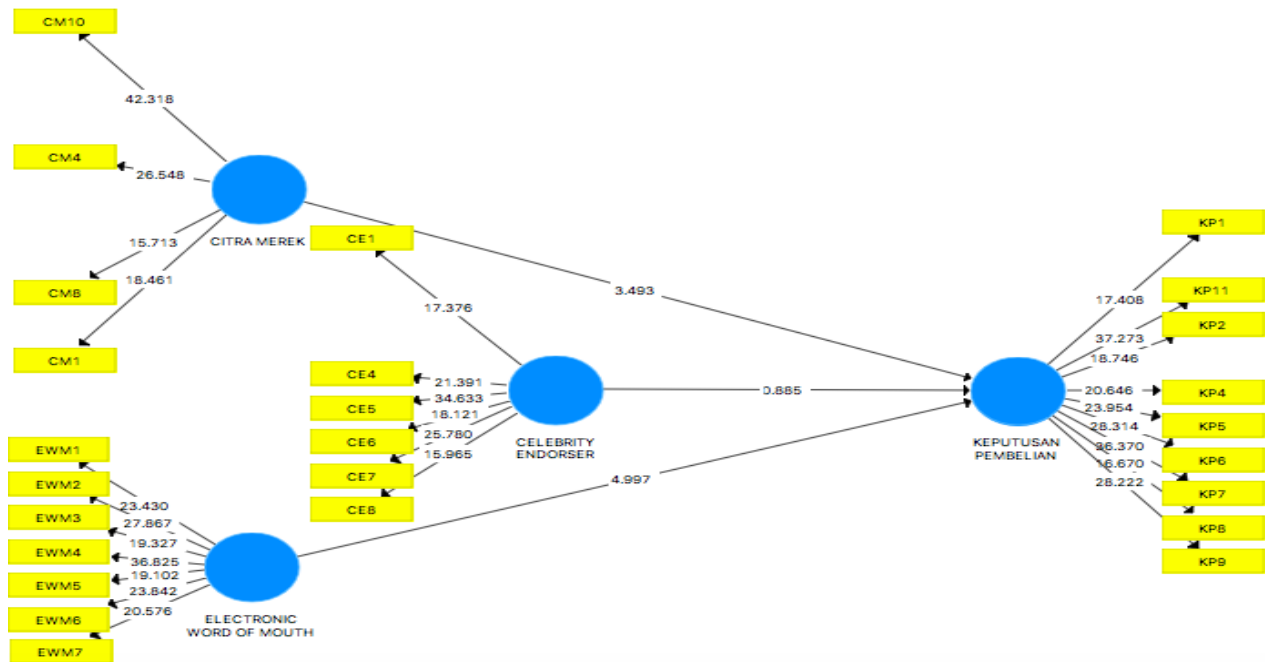 CM10
42.318
CM4
26.548
CITRA MEREK
15.713
18.461
CM8
CM1
CE1
17.376
3.493
CE4
21.391
CE5
34.633
18.121
CE6
25.780
15.965
CE7
CE8
CELEBRITY
ENDORSER
0.885
4.997
EWM1
EWM2
23.430
27.867
EWM3
19.327
EWM4
36.825
19.102
EWM5
23.842
EWM6
20.576
EWM7
ELECTRONIC
WORD OF MOUTH
KEPUTUSAN
PEMBELIAN
KP1
17.408
KP11
37.273
KP2
18.746
20.646
KP4
23.954
KP5
28.314
KP6
KP7
28.222
KP8
KP9